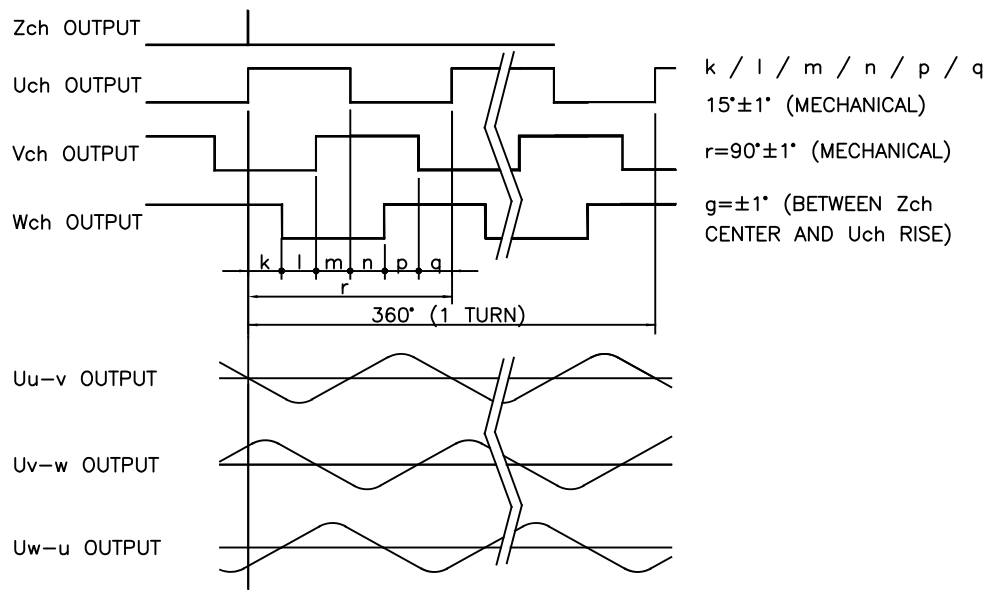 Zch OUTPUT
Uch OUTPUT
Vch OUTPUT
Wch OUTPUT
k l m n p q
r
360° (1 TURN)
Uu-v OUTPUT
Uv-w OUTPUT
Uw-u OUTPUT
k / l / m / n / p / q
15°±1° (MECHANICAL)
r=90°±1° (MECHANICAL)
g=±1° (BETWEEN Zch
CENTER AND Uch RISE)